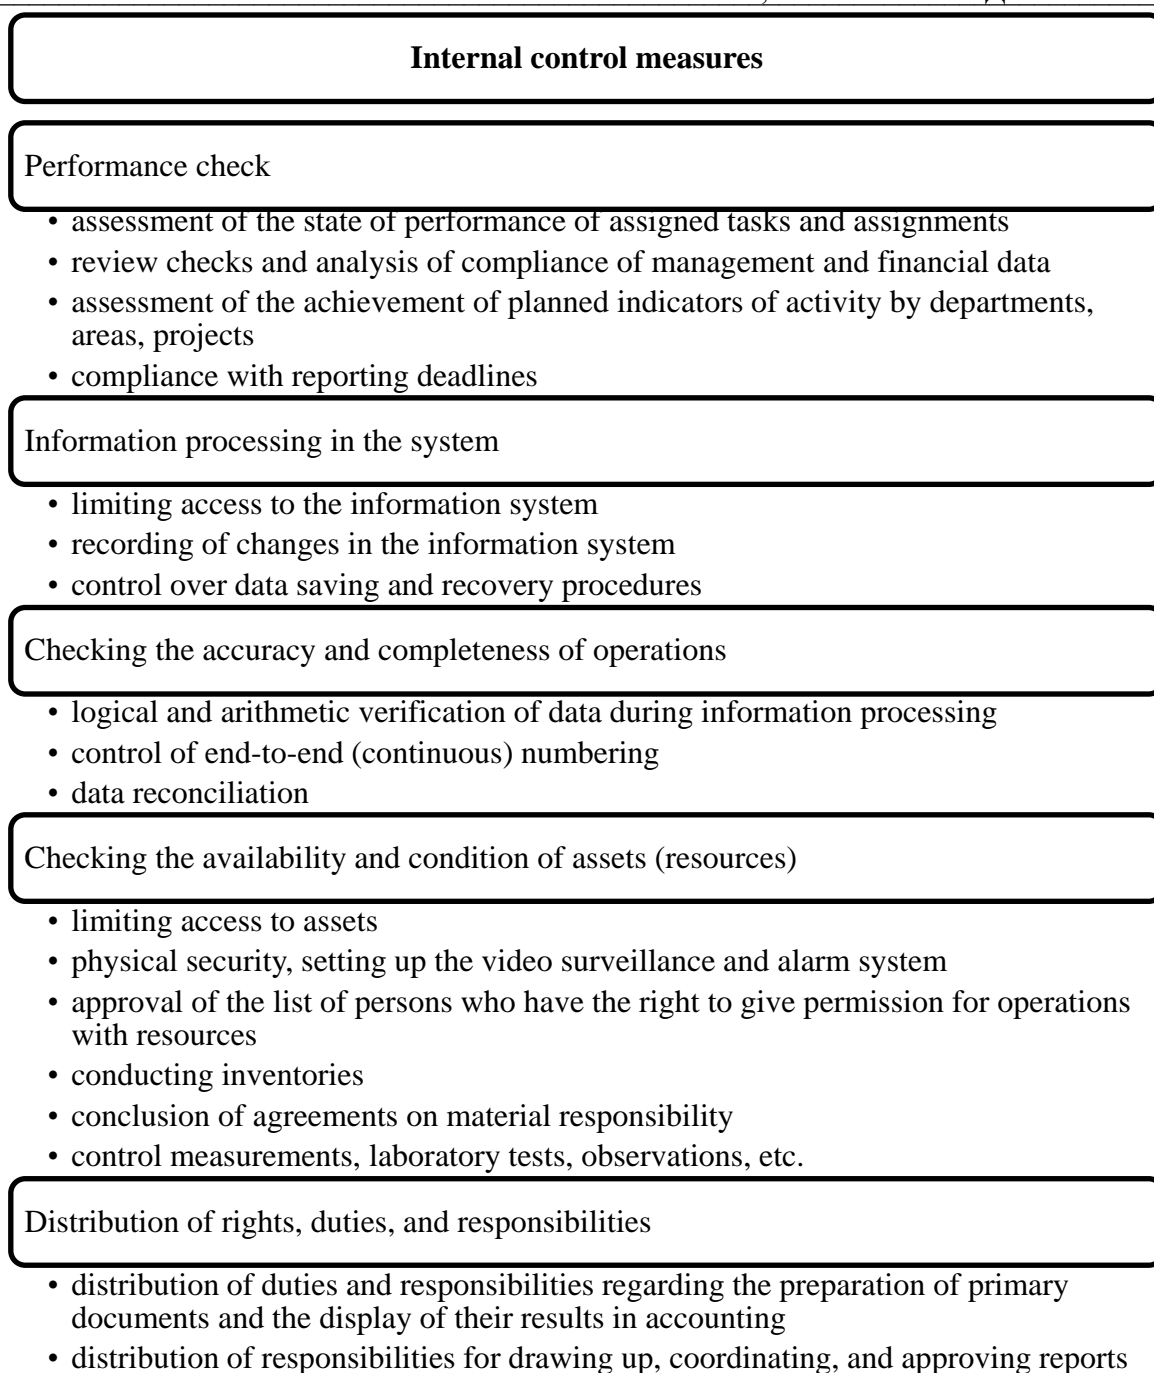 Internal control measures
Performance check
• assessment of the state of performance of assigned tasks and assignments
• review checks and analysis of compliance of management and financial data
• assessment of the achievement of planned indicators of activity by departments,
areas, projects
• compliance with reporting deadlines
Information processing in the system
• limiting access to the information system
• recording of changes in the information system
• control over data saving and recovery procedures
Checking the accuracy and completeness of operations
• logical and arithmetic verification of data during information processing
• control of end-to-end (continuous) numbering
• data reconciliation
Checking the availability and condition of assets (resources)
• limiting access to assets
• physical security, setting up the video surveillance and alarm system
• approval of the list of persons who have the right to give permission for operations
with resources
• conducting inventories
• conclusion of agreements on material responsibility
• control measurements, laboratory tests, observations, etc.
Distribution of rights, duties, and responsibilities
• distribution of duties and responsibilities regarding the preparation of primary
documents and the display of their results in accounting
• distribution of responsibilities for drawing up, coordinating, and approving reports